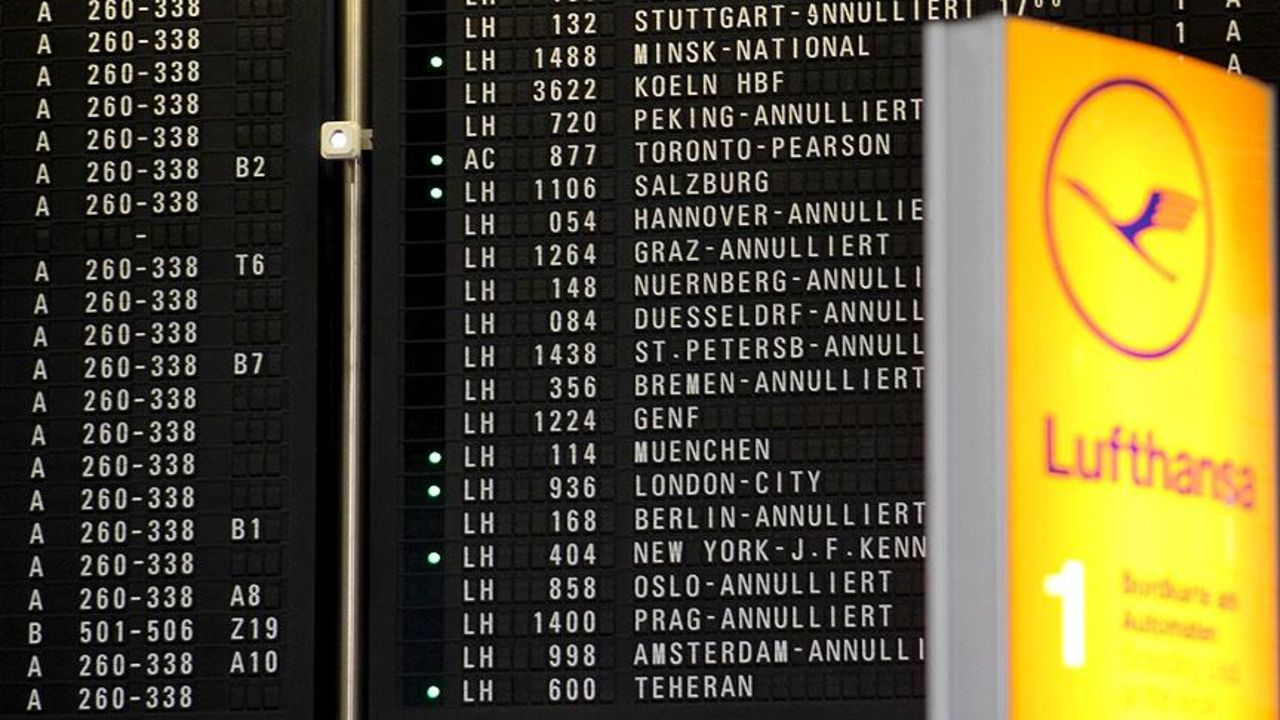 A 260-338
A 260-338
A 260-338
A 260-338
A 260-338
A 260-338 B2
A 260-338
-
A 260-338 T6
A 260-338
A 260-338
A 260-338 B7
A 260-338
A 260-338
A 260-338
A 260-338
A 260-338 B1
A 260-338
A 260-338 A8
B 501-506 Z19
A 260-338 A10
A 260-338
LH
LH 132 STUTTGART-ANNULLIERT 1700 1 A
LH 1488 MINSK-NATIONAL 1 A
LH 3622 KOELN HBF A
LH 720 PEKING-ANNULLIERT
AC 877 TORONTO-PEARSON
LH 1106 SALZBURG
LH 054 HANNOVER-ANNULLIE
LH 1264 GRAZ-ANNULLIERT
LH 148 NUERNBERG-ANNULLI
LH 084 DUESSELDRF-ANNULL
LH 1438 ST.PETERSB-ANNULL
LH 356 BREMEN-ANNULLIERT
LH 1224 GENF
LH 114 MUENCHEN
LH 936 LONDON-CITY
LH 168 BERLIN-ANNULLIERT
LH 404 NEW YORK-J.F.KENN
LH 858 OSLO-ANNULLIERT
LH 1400 PRAG-ANNULLIERT
LH 998 AMSTERDAM-ANNULLI
LH 600 TEHERAN
Lufthansa
1
Automaten